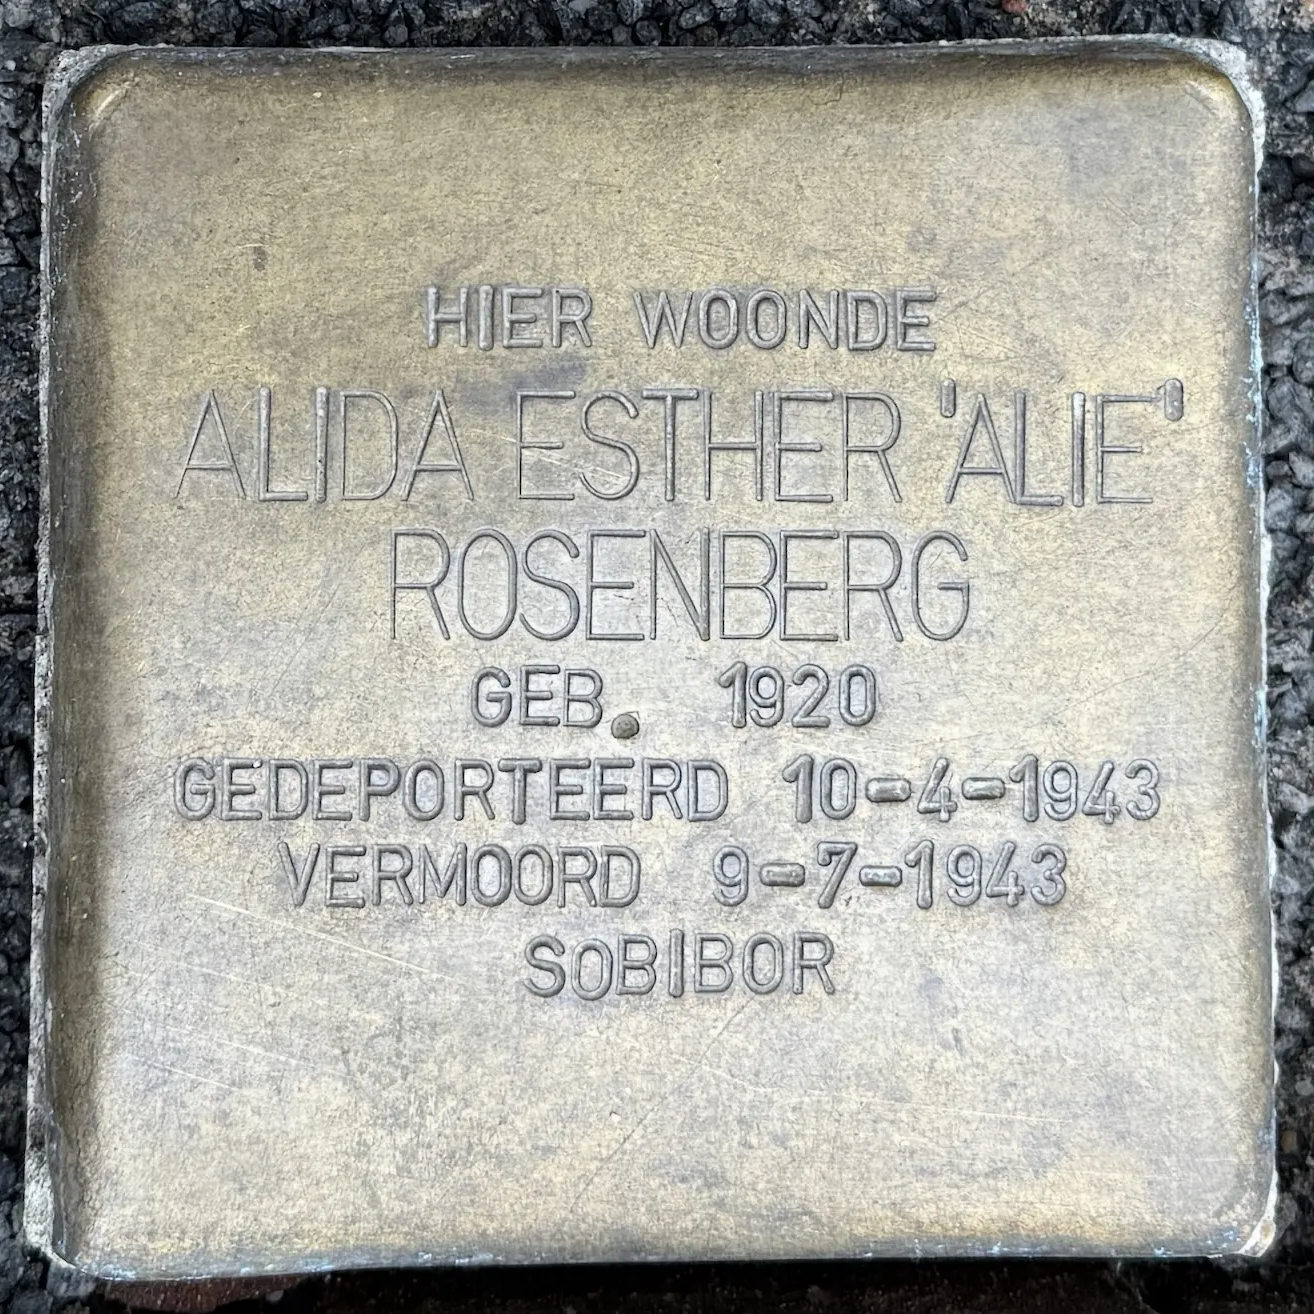 HIER WOONDE
ALIDA ESTHER 'ALIE'
ROSENBERG
GEB. 1920
GEDEPORTEERD 10-4-1943
VERMOORD 9-7-1943
SOBIBOR